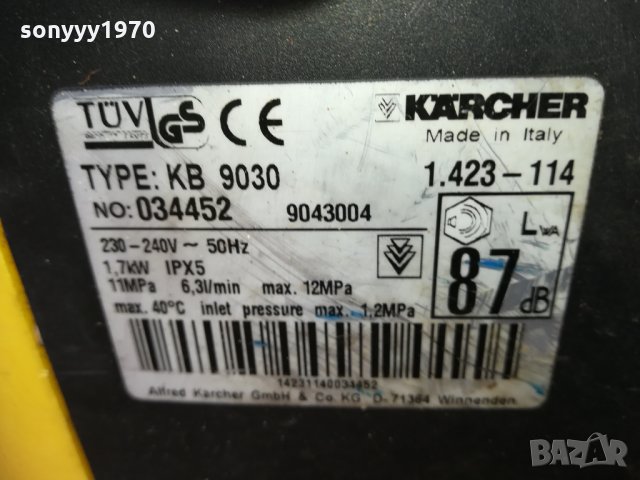 sonyyy1970
TÜV GS CE KÄRCHER
Made in Italy
TYPE: KB 9030 1.423-114
NO: 034452 9043004
230-240V ~ 50Hz
1,7kW IPX5
11MPa 6,3l/min max. 12MPa
max. 40°C inlet pressure max. 1,2MPa
LWA
87 dB
14231140034452
Alfred Kärcher GmbH & Co. KG D-71364 Winnenden
BAZAR